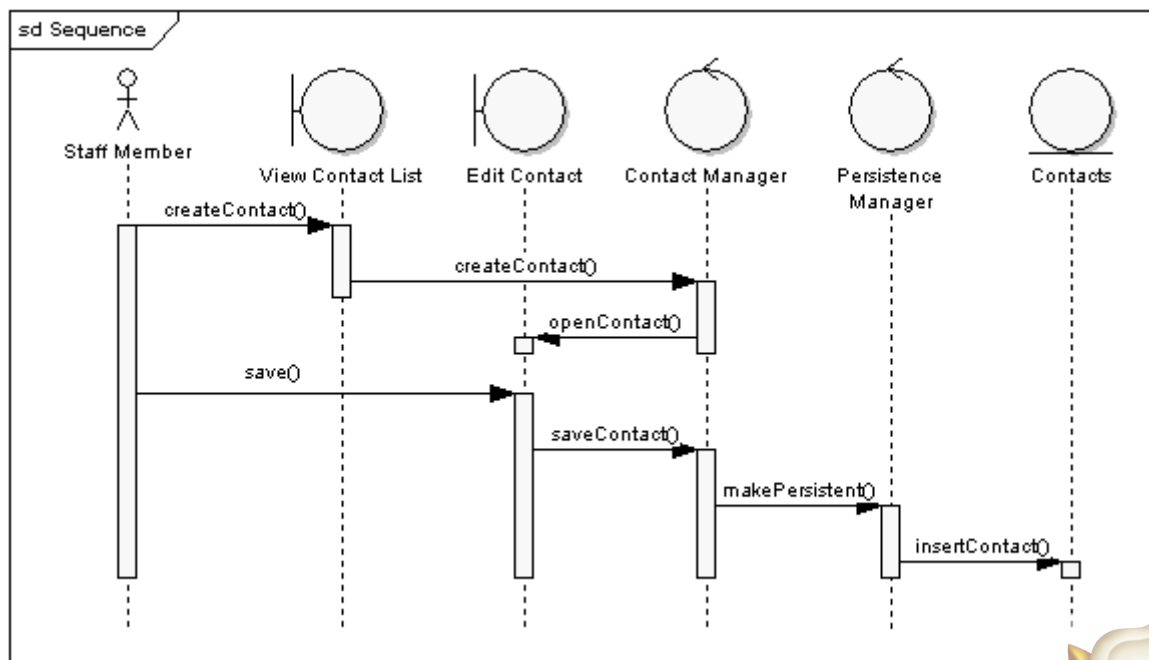 sd Sequence
Staff Member
View Contact List
Edit Contact
Contact Manager
Persistence
Manager
Contacts
createContact()
createContact()
openContact()
save()
saveContact()
makePersistent()
insertContact()